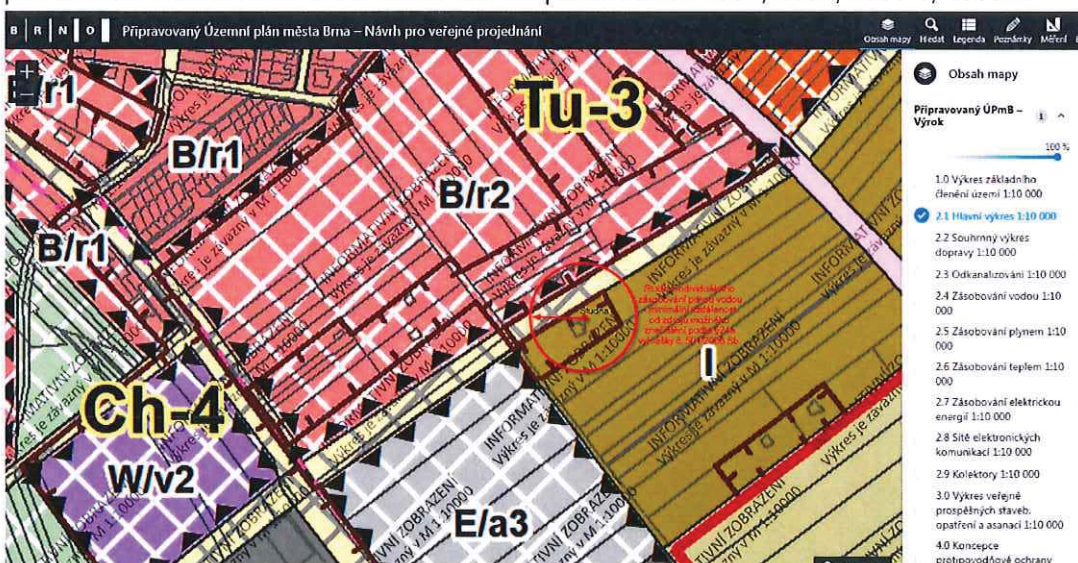 B R N O Připravovaný Územní plán města Brna – Návrh pro veřejné projednání
Obsah mapy Hledat Legenda Poznámky Měření
Obsah mapy
Připravovaný ÚPmB –
Výrok
100 %
1.0 Výkres základního
členění území 1:10 000
2.1 Hlavní výkres 1:10 000
2.2 Souhrnný výkres
dopravy 1:10 000
2.3 Odkanalizování 1:10 000
2.4 Zásobování vodou 1:10
000
2.5 Zásobování plynem 1:10
000
2.6 Zásobování teplem 1:10
000
2.7 Zásobování elektrickou
energií 1:10 000
2.8 Sítě elektronických
komunikací 1:10 000
2.9 Kolektory 1:10 000
3.0 Výkres veřejně
prospěšných staveb,
opatření a asanací 1:10 000
4.0 Koncepce
protipovodňové ochrany
Tu-3
B/r1
B/r2
B/r1
Ch-4
W/v2
E/a3
I
Studna
INFORMATIVNÍ ZOBRAZENÍ
Výkres je závazný v M 1:10000